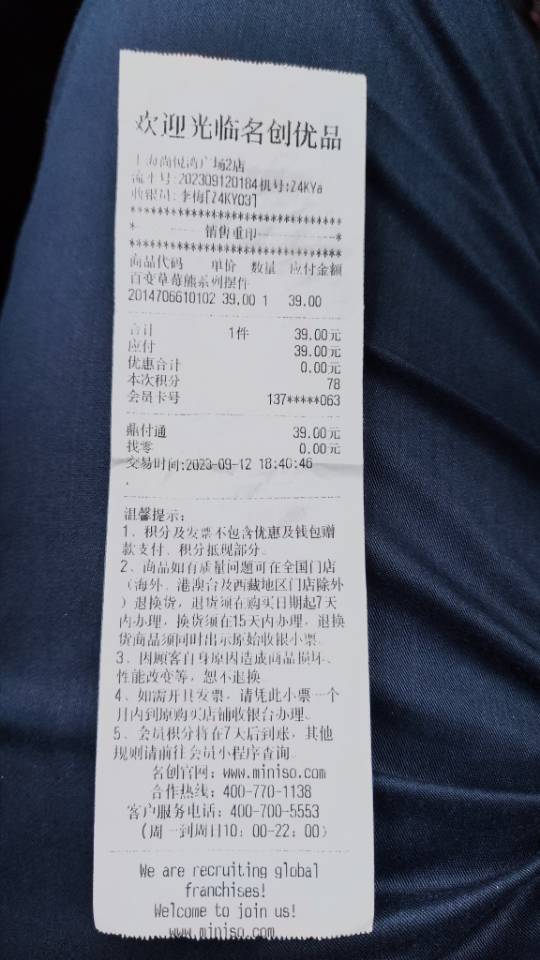 欢迎光临名创优品
上海尚悦湾广场2店
流水号:202309120184机号:Z4KYa
收银员:李梅[Z4KY03]
********************************
* ------ 销售重印 ------------*
********************************
商品代码 单价 数量 应付金额
百变草莓熊系列摆件
2014706610102 39.00 1 39.00
合计 1件 39.00元
应付 39.00元
优惠合计 0.00元
本次积分 78
会员卡号 137*****063
鼎付通 39.00元
找零 0.00元
交易时间:2023-09-12 18:40:46
温馨提示:
1、积分及发票不包含优惠及钱包赠
款支付、积分抵现部分。
2、商品如有质量问题可在全国门店
(海外、港澳台及西藏地区门店除外
)退换货,退货须在购买日期起7天
内办理,换货须在15天内办理,退换
货商品须同时出示原始收银小票。
3、因顾客自身原因造成商品损坏、
性能改变等,恕不退换。
4、如需开具发票,请凭此小票一个
月内到原购买店铺收银台办理。
5、会员积分将在7天后到账,其他
规则请前往会员小程序查询。
名创官网:www.miniso.com
合作热线:400-770-1138
客户服务电话:400-700-5553
(周一到周日10:00-22:00)
We are recruiting global
franchises!
Welcome to join us!
www.miniso.com